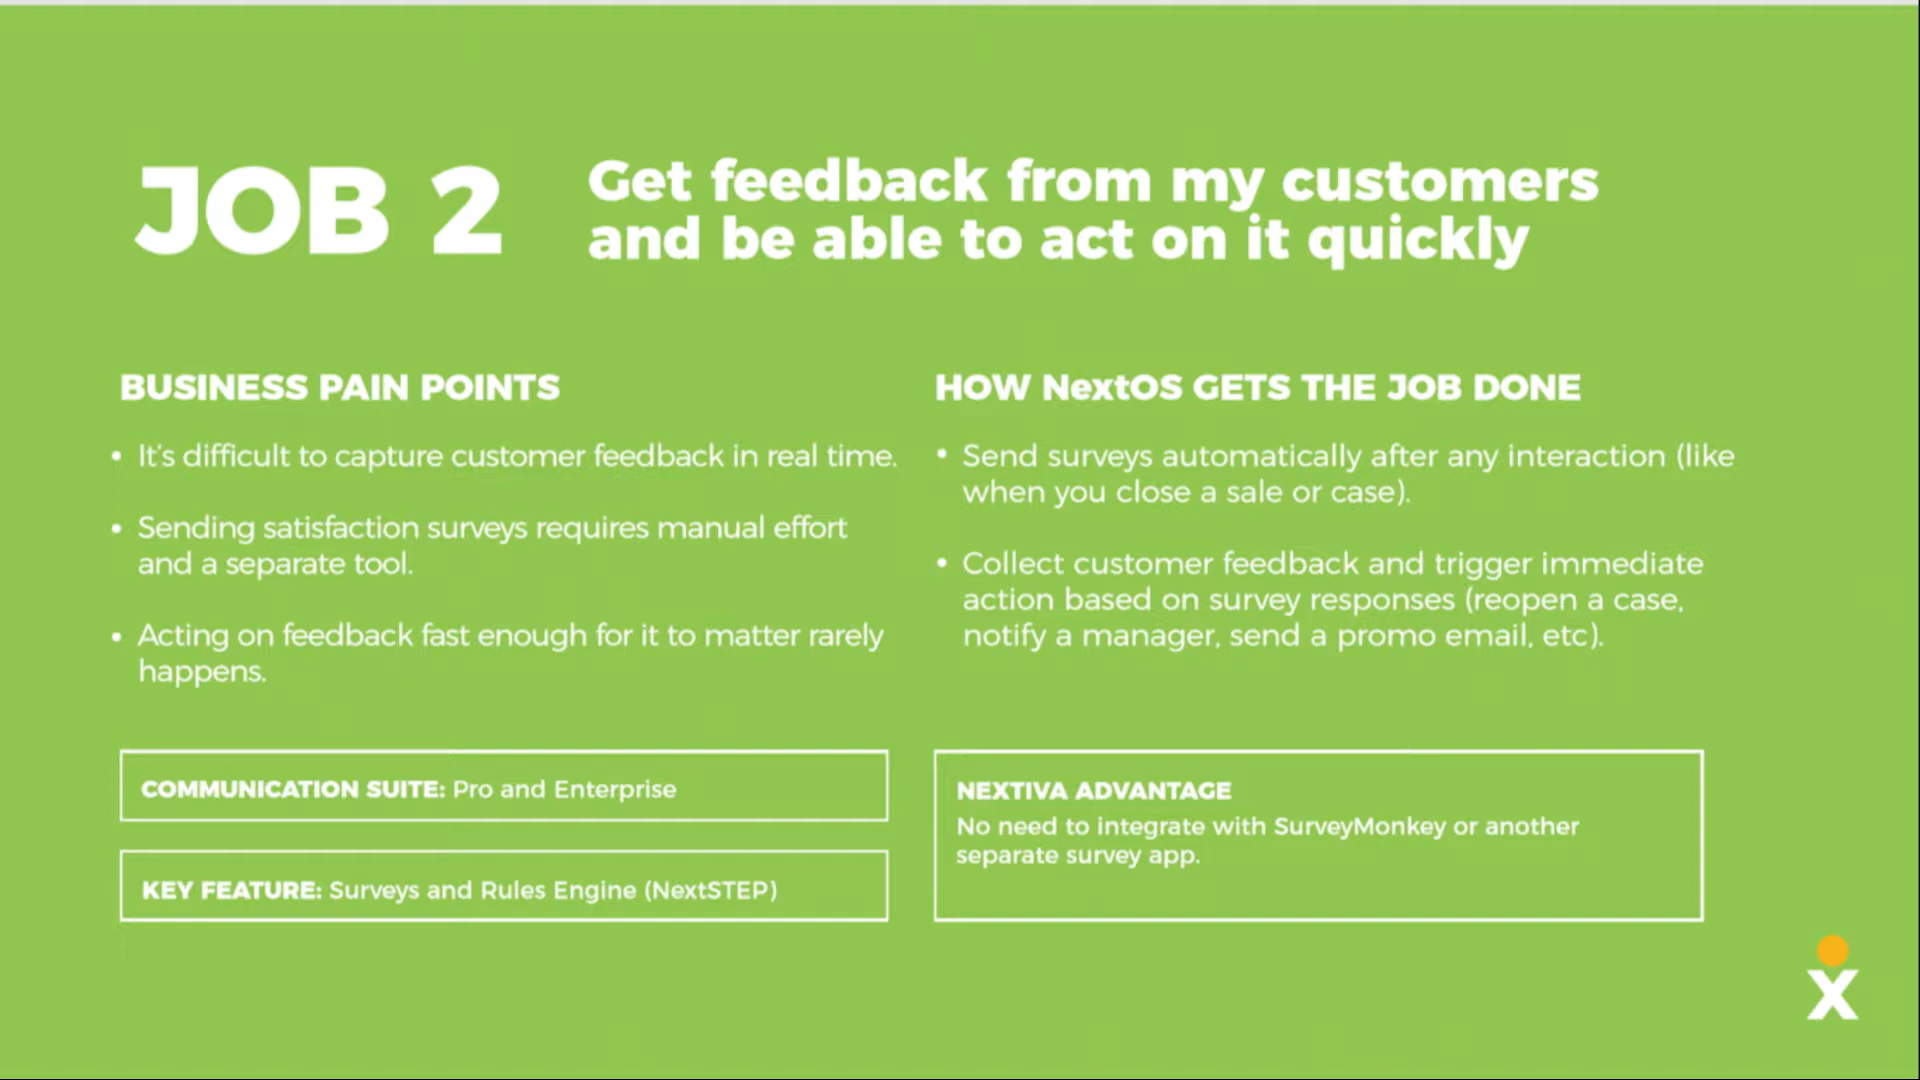 JOB 2
Get feedback from my customers
and be able to act on it quickly
BUSINESS PAIN POINTS
• It's difficult to capture customer feedback in real time.
• Sending satisfaction surveys requires manual effort
and a separate tool.
• Acting on feedback fast enough for it to matter rarely
happens.
HOW NextOS GETS THE JOB DONE
• Send surveys automatically after any interaction (like
when you close a sale or case).
• Collect customer feedback and trigger immediate
action based on survey responses (reopen a case,
notify a manager, send a promo email, etc).
COMMUNICATION SUITE: Pro and Enterprise
KEY FEATURE: Surveys and Rules Engine (NextSTEP)
NEXTIVA ADVANTAGE
No need to integrate with SurveyMonkey or another
separate survey app.